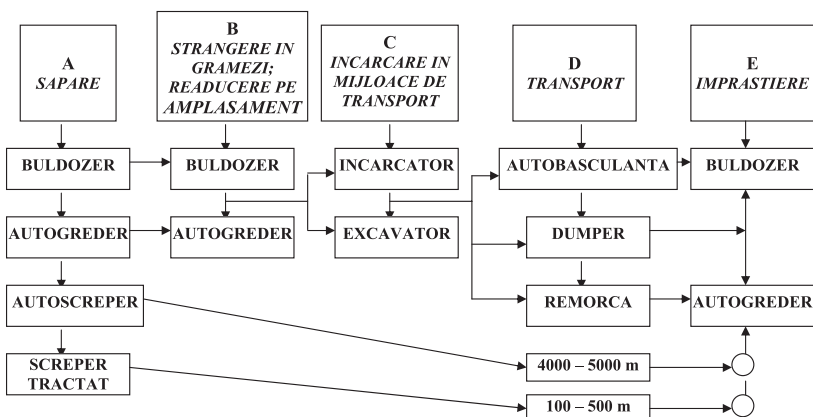 A
SAPARE
B
STRANGERE IN
GRAMEZI;
READUCERE PE
AMPLASAMENT
C
INCARCARE IN
MIJLOACE DE
TRANSPORT
D
TRANSPORT
E
IMPRASTIERE
BULDOZER
BULDOZER
INCARCATOR
AUTOBASCULANTA
BULDOZER
AUTOGREDER
AUTOGREDER
EXCAVATOR
DUMPER
AUTOSCREPER
REMORCA
AUTOGREDER
SCREPER
TRACTAT
4000 – 5000 m
100 – 500 m